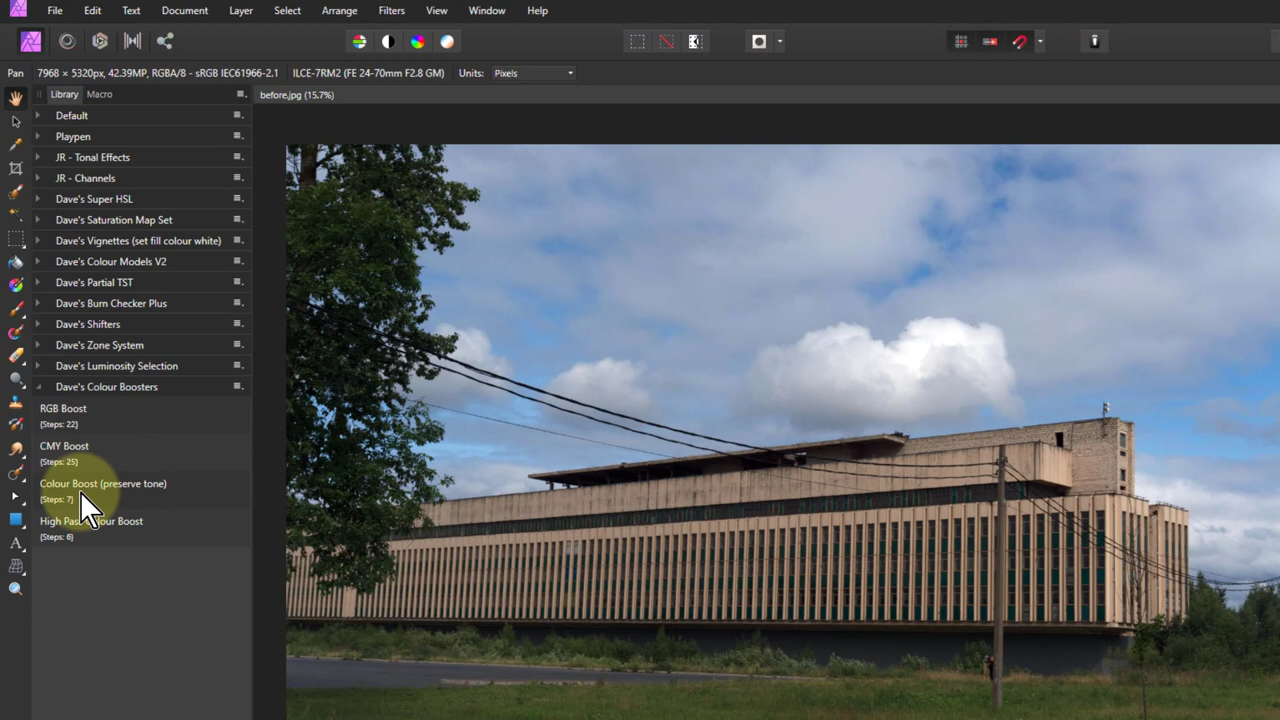 File Edit Text Document Layer Select Arrange Filters View Window Help
Pan 7968 × 5320px, 42.39MP, RGBA/8 - sRGB IEC61966-2.1 ILCE-7RM2 (FE 24-70mm F2.8 GM) Units: Pixels
Library Macro before.jpg (15.7%)
Default
Playpen
JR - Tonal Effects
JR - Channels
Dave's Super HSL
Dave's Saturation Map Set
Dave's Vignettes (set fill colour white)
Dave's Colour Models V2
Dave's Partial TST
Dave's Burn Checker Plus
Dave's Shifters
Dave's Zone System
Dave's Luminosity Selection
Dave's Colour Boosters
RGB Boost
{Steps: 22}
CMY Boost
{Steps: 25}
Colour Boost (preserve tone)
{Steps: 7}
High Boost
{Steps: 6}